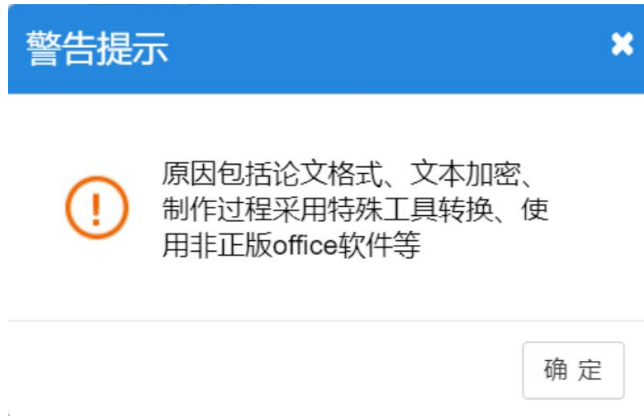 警告提示
原因包括论文格式、文本加密、
制作过程采用特殊工具转换、使
用非正版office软件等
确 定